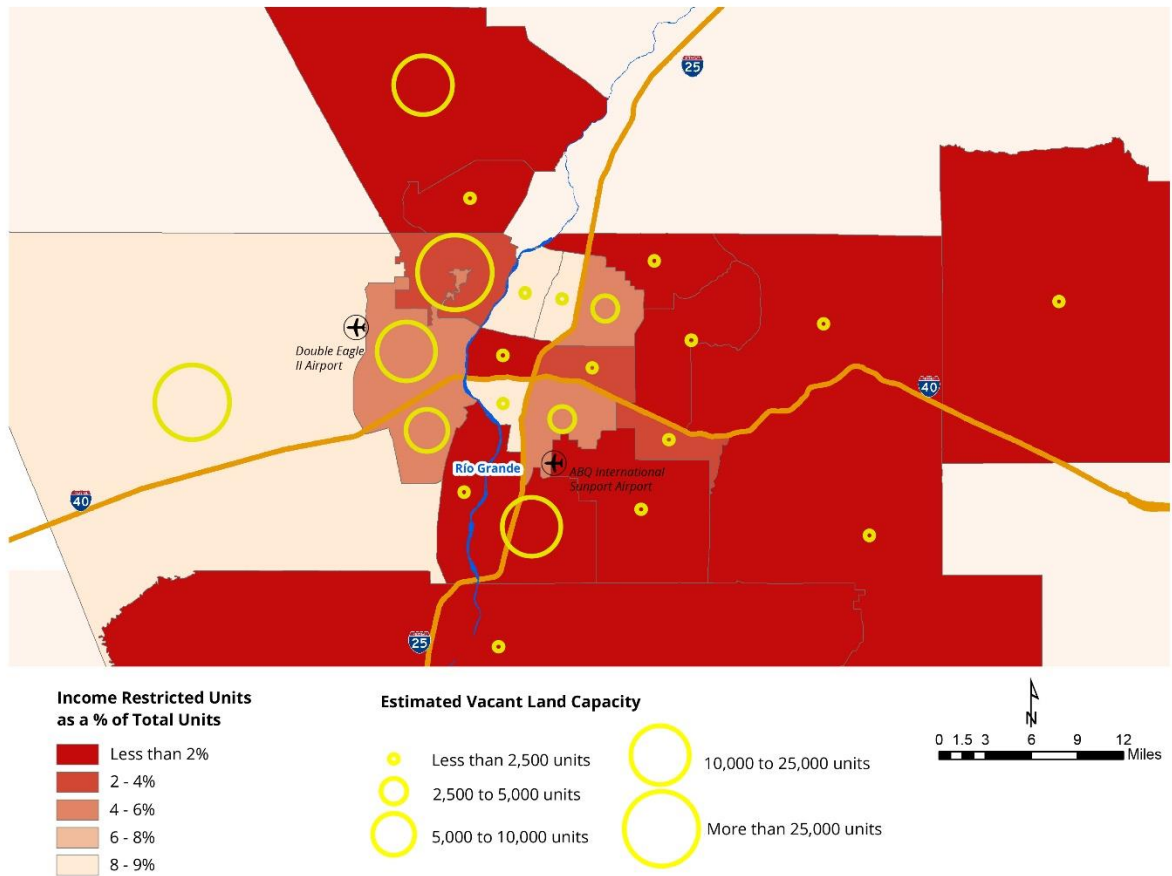 25
Double Eagle
II Airport
40
Río Grande
ABQ International
Sunport Airport
40
25
Income Restricted Units
as a % of Total Units
Less than 2%
2 - 4%
4 - 6%
6 - 8%
8 - 9%
Estimated Vacant Land Capacity
Less than 2,500 units
2,500 to 5,000 units
5,000 to 10,000 units
10,000 to 25,000 units
More than 25,000 units
N
0 1.5 3 6 9 12
Miles